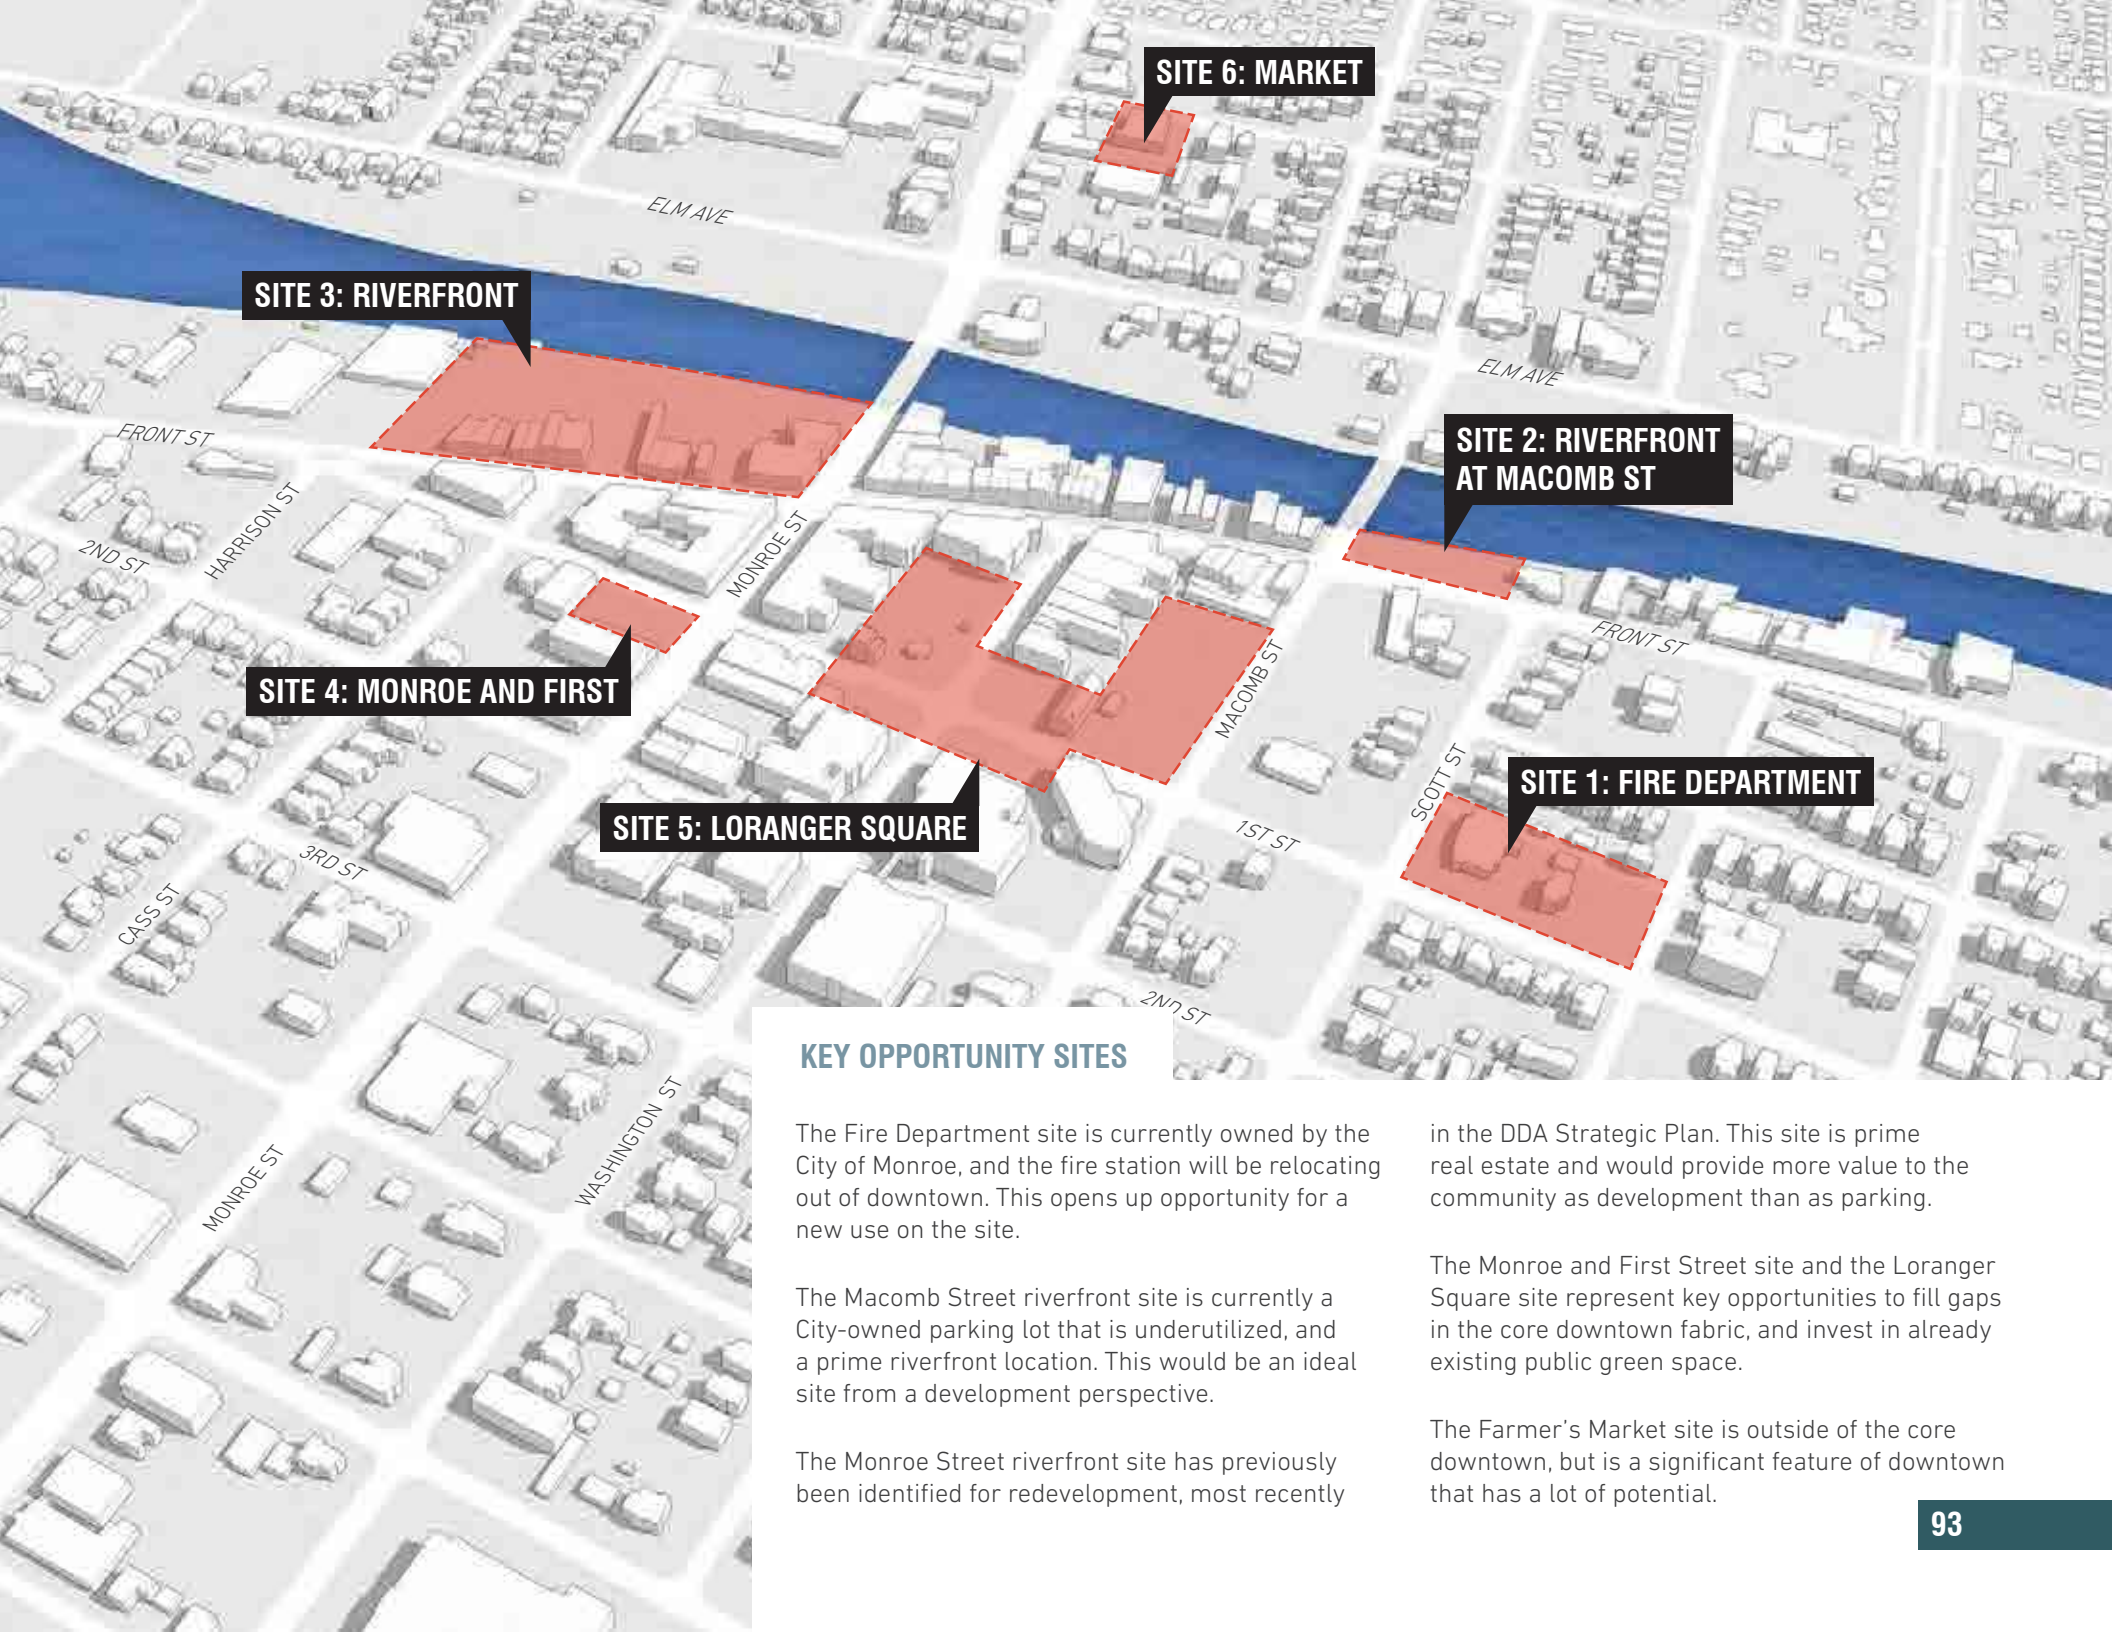 SITE 6: MARKET
ELM AVE
SITE 3: RIVERFRONT
ELM AVE
SITE 2: RIVERFRONT
AT MACOMB ST
FRONT ST
HARRISON ST
2ND ST
MONROE ST
FRONT ST
MACOMB ST
SITE 4: MONROE AND FIRST
SCOTT ST
SITE 1: FIRE DEPARTMENT
SITE 5: LORANGER SQUARE
1ST ST
3RD ST
CASS ST
2ND ST
WASHINGTON ST
MONROE ST
KEY OPPORTUNITY SITES
The Fire Department site is currently owned by the
City of Monroe, and the fire station will be relocating
out of downtown. This opens up opportunity for a
new use on the site.
The Macomb Street riverfront site is currently a
City-owned parking lot that is underutilized, and
a prime riverfront location. This would be an ideal
site from a development perspective.
The Monroe Street riverfront site has previously
been identified for redevelopment, most recently
in the DDA Strategic Plan. This site is prime
real estate and would provide more value to the
community as development than as parking.
The Monroe and First Street site and the Loranger
Square site represent key opportunities to fill gaps
in the core downtown fabric, and invest in already
existing public green space.
The Farmer's Market site is outside of the core
downtown, but is a significant feature of downtown
that has a lot of potential.
93